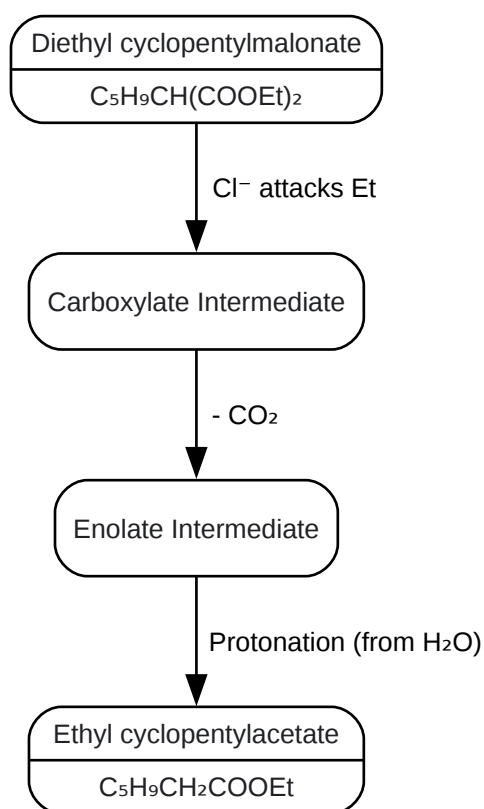 Diethyl cyclopentylmalonate
C₅H₉CH(COOEt)₂
Cl⁻ attacks Et
Carboxylate Intermediate
- CO₂
Enolate Intermediate
Protonation (from H₂O)
Ethyl cyclopentylacetate
C₅H₉CH₂COOEt